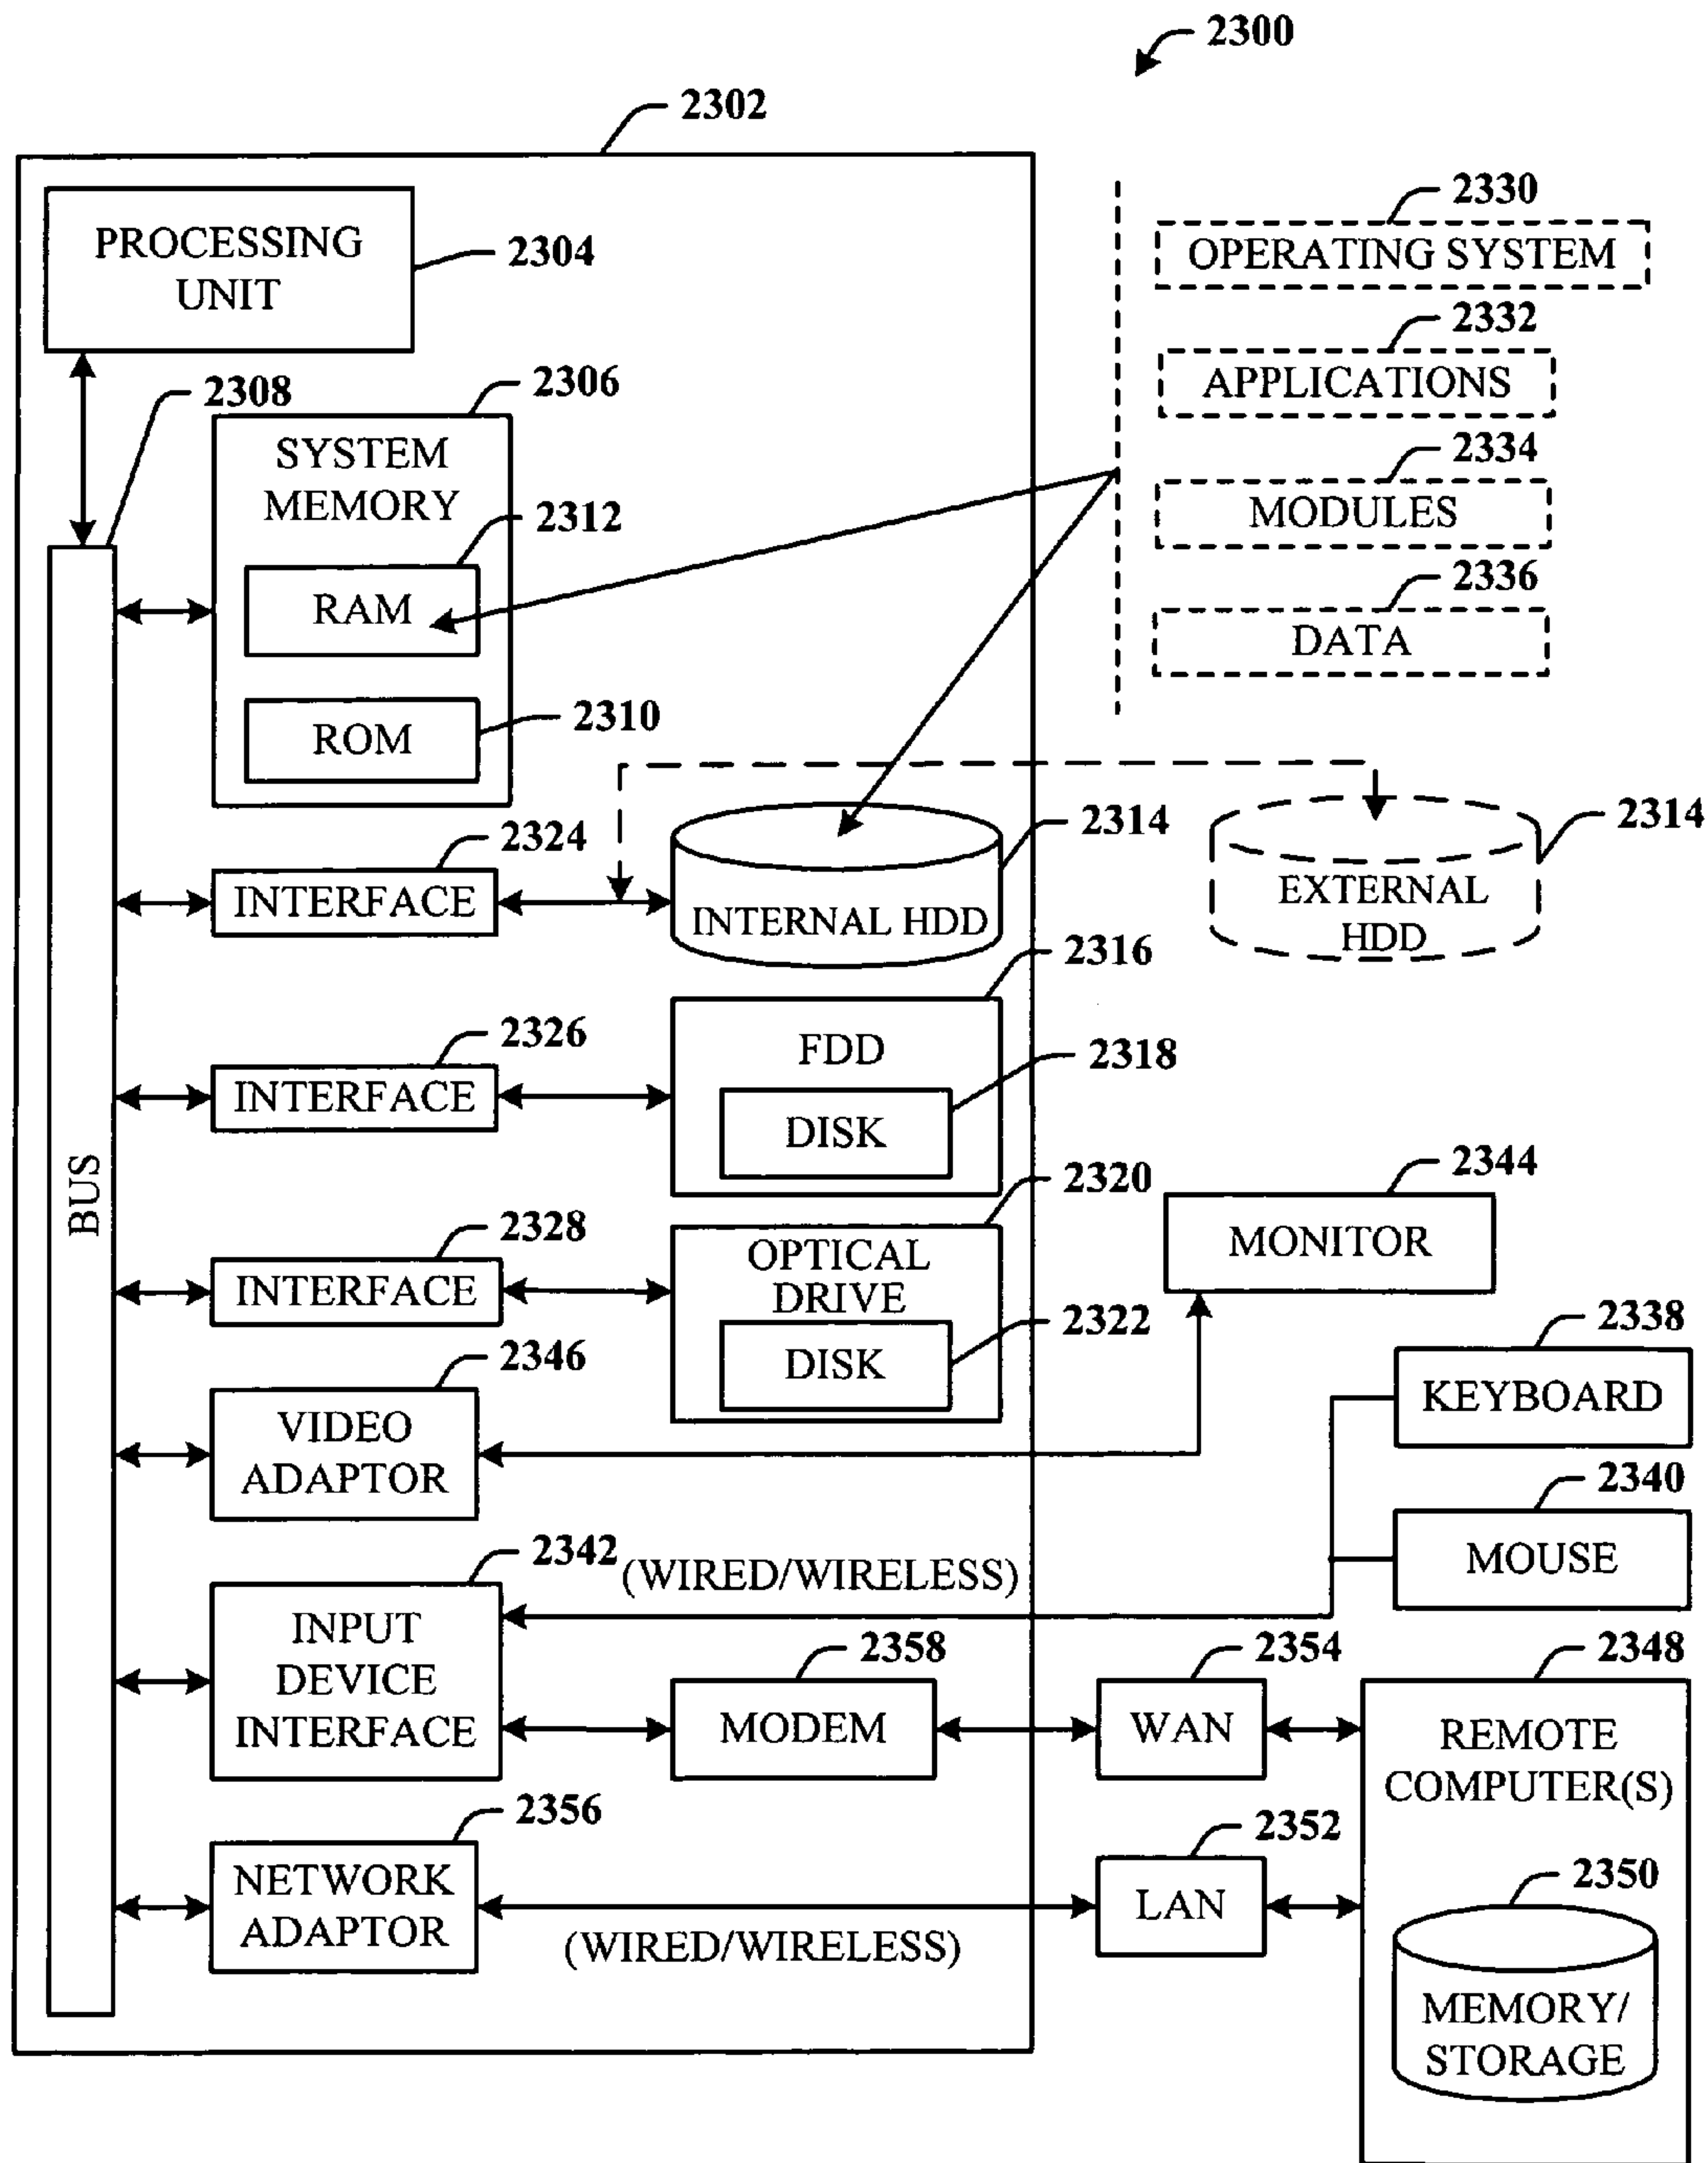 2300
2302
PROCESSING
UNIT
2304
2330
OPERATING SYSTEM
2332
APPLICATIONS
2334
MODULES
2336
DATA
2308
2306
SYSTEM
MEMORY
2312
RAM
2310
ROM
BUS
2324
INTERFACE
2314
INTERNAL HDD
2314
EXTERNAL
HDD
2316
FDD
2326
INTERFACE
2318
DISK
2320
OPTICAL
DRIVE
2328
INTERFACE
2322
DISK
2344
MONITOR
2346
VIDEO
ADAPTOR
2338
KEYBOARD
2340
MOUSE
2342
(WIRED/WIRELESS)
INPUT
DEVICE
INTERFACE
2358
MODEM
2354
WAN
2348
REMOTE
COMPUTER(S)
2356
NETWORK
ADAPTOR
(WIRED/WIRELESS)
2352
LAN
2350
MEMORY/
STORAGE